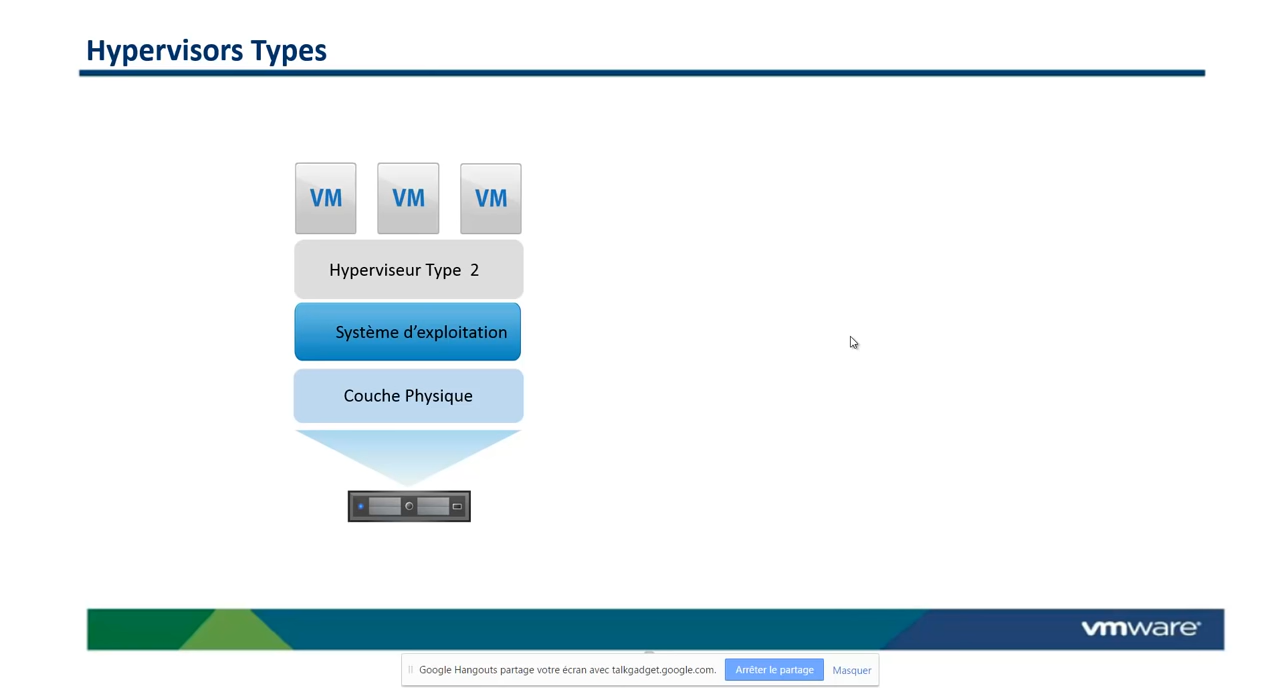 Hypervisors Types
VM VM VM
Hyperviseur Type 2
Système d’exploitation
Couche Physique
vmware
Google Hangouts partage votre écran avec talkgadget.google.com. Arrêter le partage Masquer